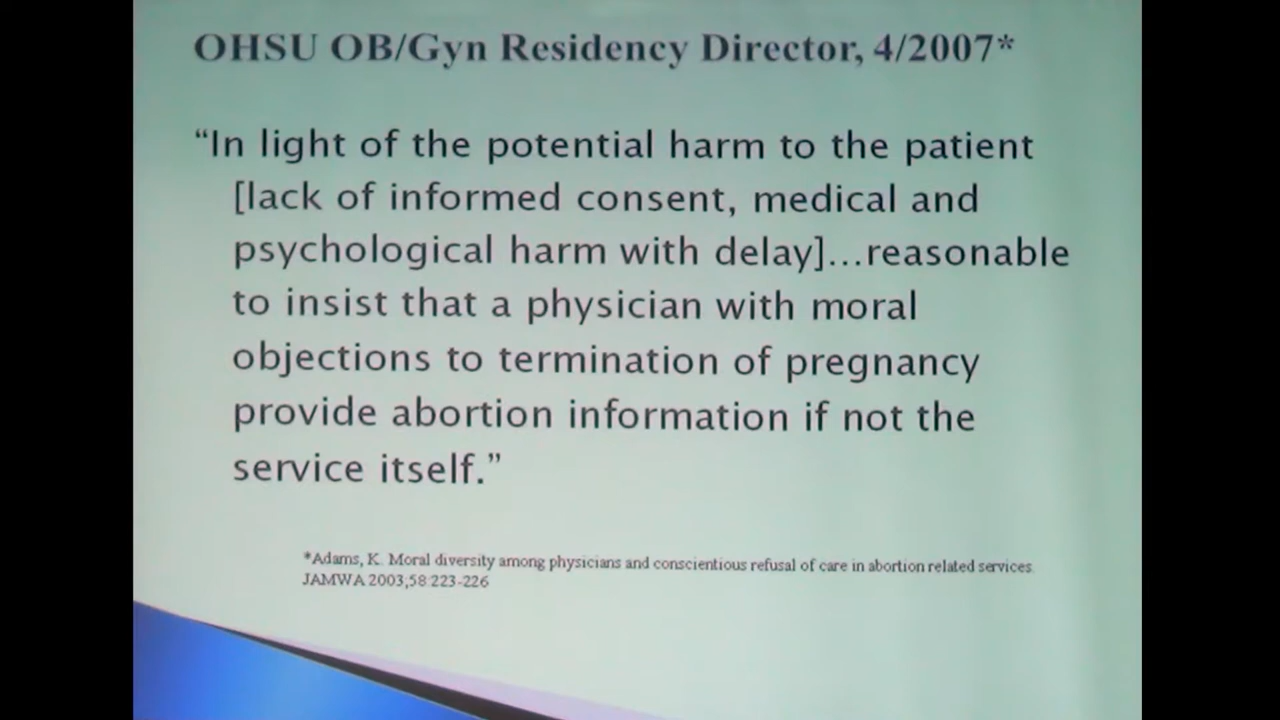 OHSU OB/Gyn Residency Director, 4/2007*
“In light of the potential harm to the patient
[lack of informed consent, medical and
psychological harm with delay]...reasonable
to insist that a physician with moral
objections to termination of pregnancy
provide abortion information if not the
service itself.”
*Adams, K. Moral diversity among physicians and conscientious refusal of care in abortion related services.
JAMWA 2003;58:223-226